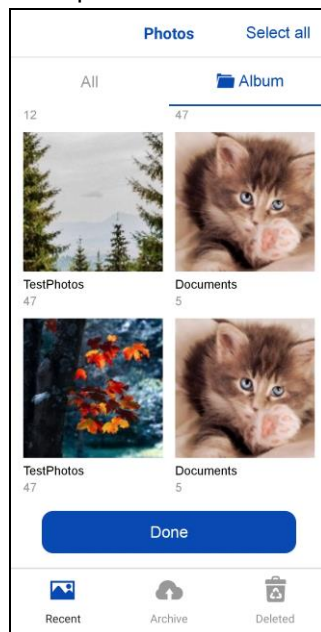 Photos
Select all
All
Album
12
47
TestPhotos
Documents
47
5
TestPhotos
Documents
47
5
Done
Recent
Archive
Deleted